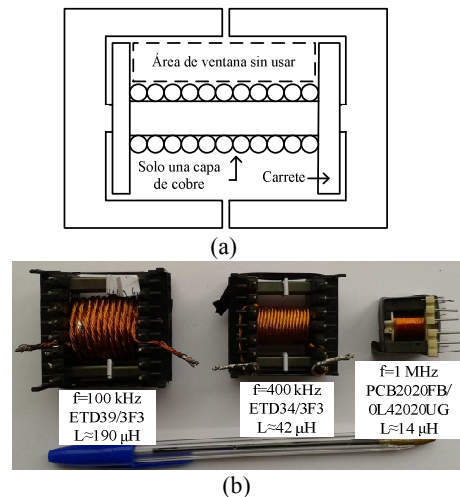 Área de ventana sin usar
Solo una capa
de cobre
Carrete
(a)
f=100 kHz
ETD39/3F3
L≈190 µH
f=400 kHz
ETD34/3F3
L≈42 µH
f=1 MHz
PCB2020FB/
0L42020UG
L≈14 µH
(b)